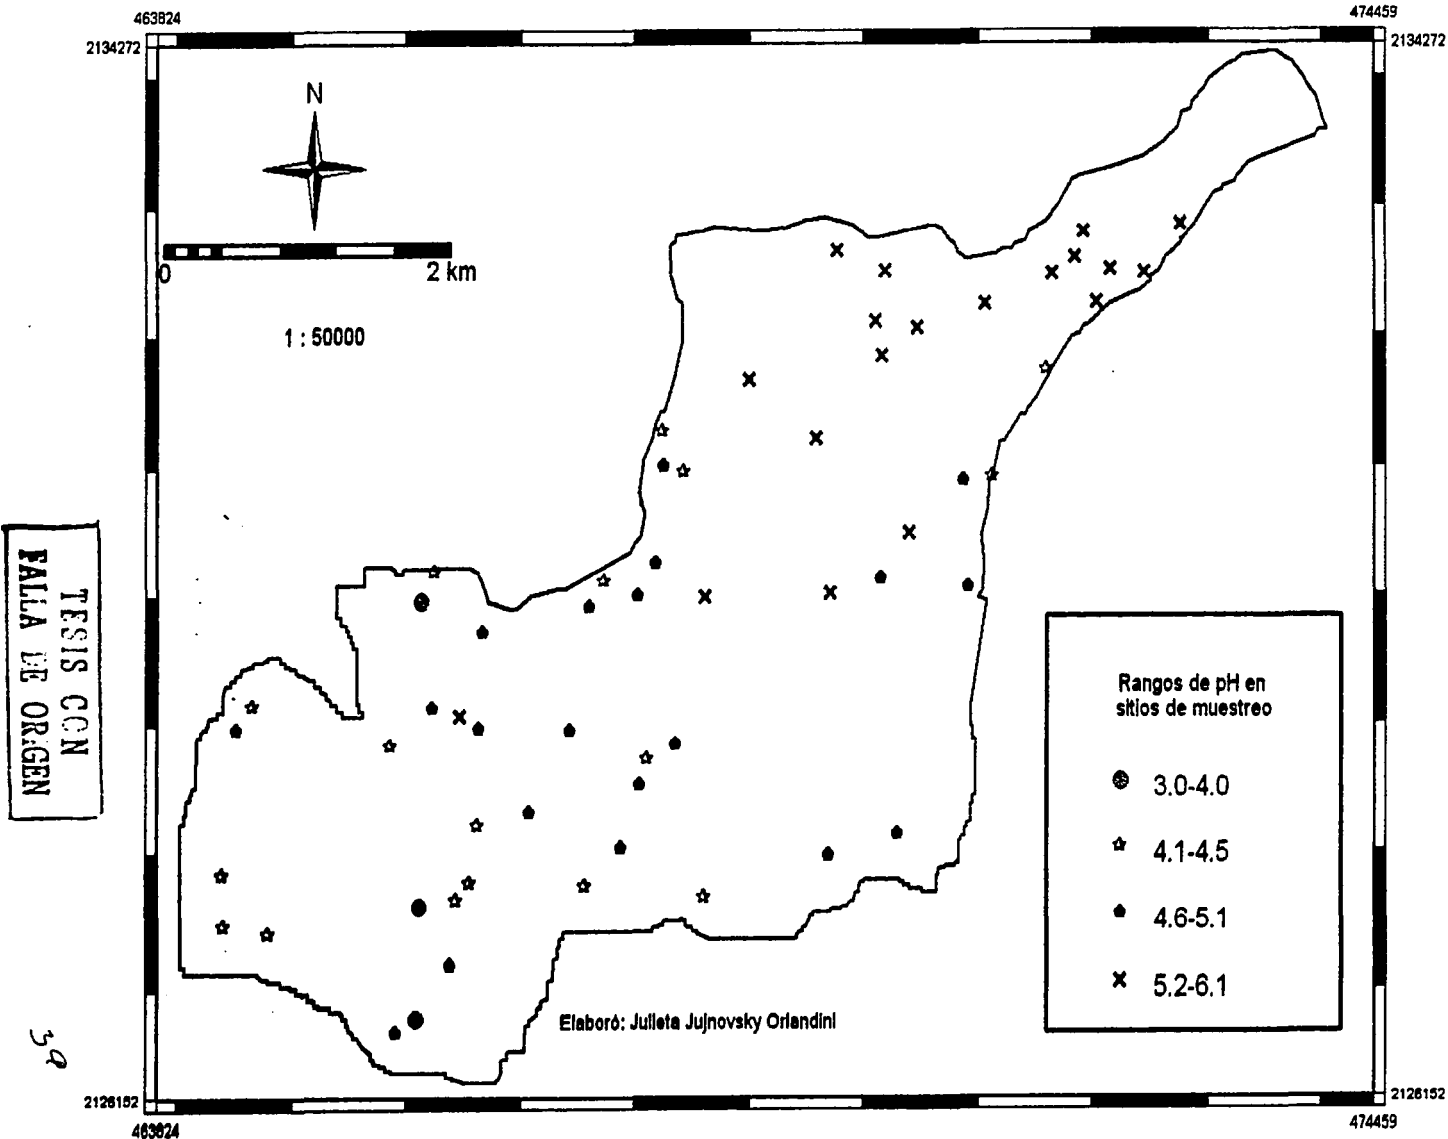 463824
474459
2134272
2134272
N
0
2 km
1 : 50000
TESIS CON
FALLA DE ORIGEN
Rangos de pH en
sitios de muestreo
3.0-4.0
4.1-4.5
4.6-5.1
5.2-6.1
Elaboró: Julieta Jujnovsky Orlandini
39
2126152
2126152
463824
474459